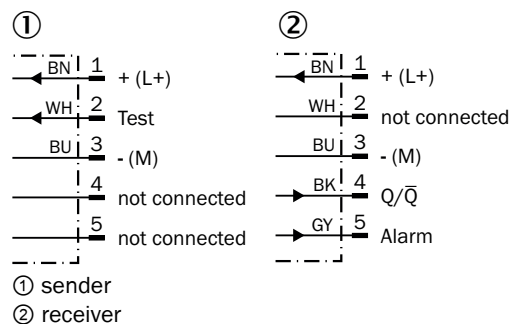 ① ②
BN 1 + (L+)
WH 2 Test
BU 3 - (M)
4 not connected
5 not connected
BN 1 + (L+)
WH 2 not connected
BU 3 - (M)
BK 4 Q/Q̅
GY 5 Alarm
① sender
② receiver